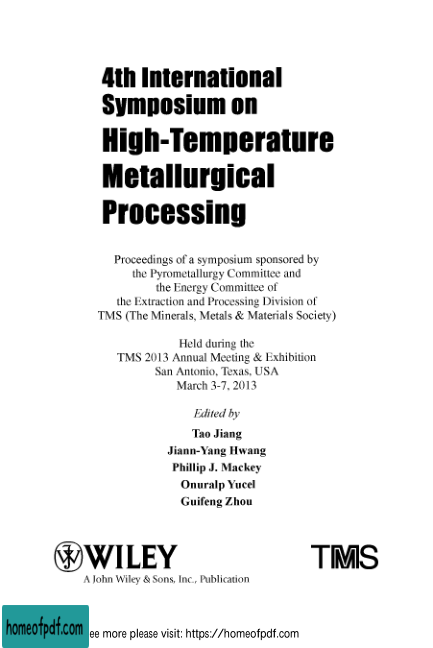 4th International
Symposium on
High-Temperature
Metallurgical
Processing
Proceedings of a symposium sponsored by
the Pyrometallurgy Committee and
the Energy Committee of
the Extraction and Processing Division of
TMS (The Minerals, Metals & Materials Society)
Held during the
TMS 2013 Annual Meeting & Exhibition
San Antonio, Texas, USA
March 3-7, 2013
Edited by
Tao Jiang
Jiann-Yang Hwang
Phillip J. Mackey
Onuralp Yucel
Guifeng Zhou
WILEY
TMS
A John Wiley & Sons, Inc., Publication
homeofpdf.com
ee more please visit: https://homeofpdf.com